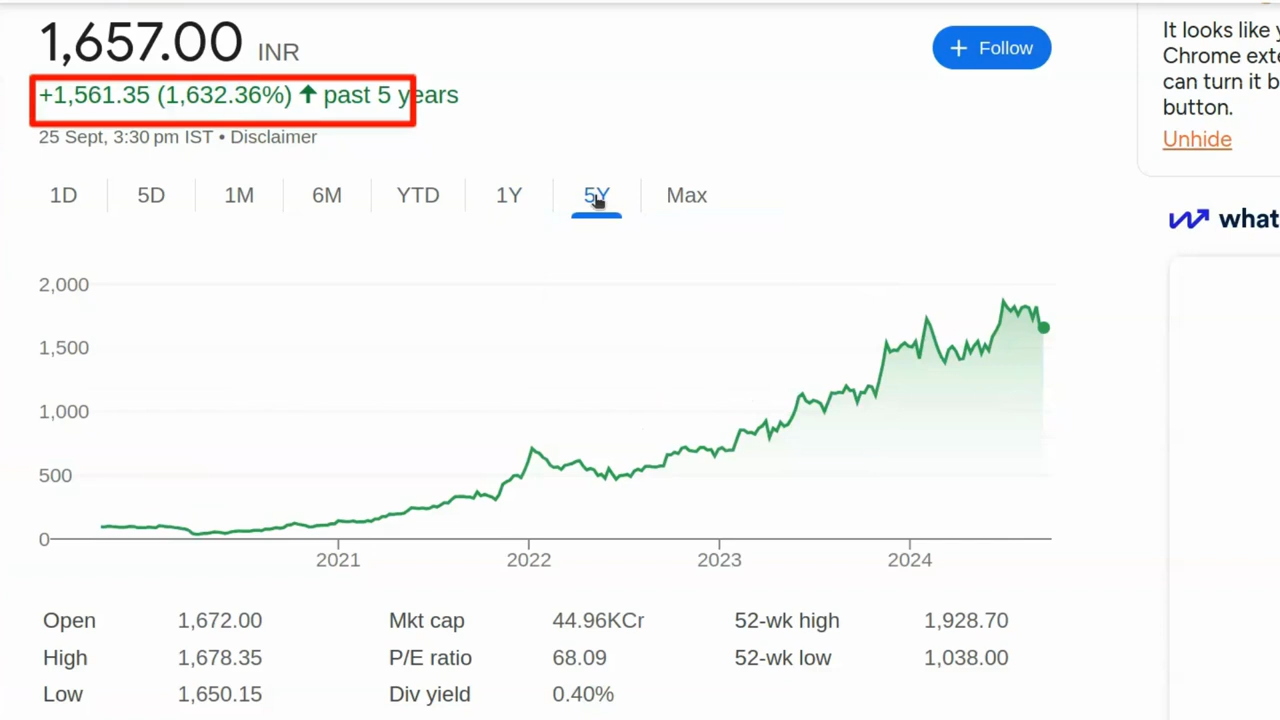 1,657.00 INR
+ Follow
+1,561.35 (1,632.36%) ↑ past 5 years
25 Sept, 3:30 pm IST • Disclaimer
1D 5D 1M 6M YTD 1Y 5Y Max
2,000
1,500
1,000
500
0
2021 2022 2023 2024
Open 1,672.00 Mkt cap 44.96KCr 52-wk high 1,928.70
High 1,678.35 P/E ratio 68.09 52-wk low 1,038.00
Low 1,650.15 Div yield 0.40%
It looks like
Chrome exte
can turn it b
button.
Unhide
what